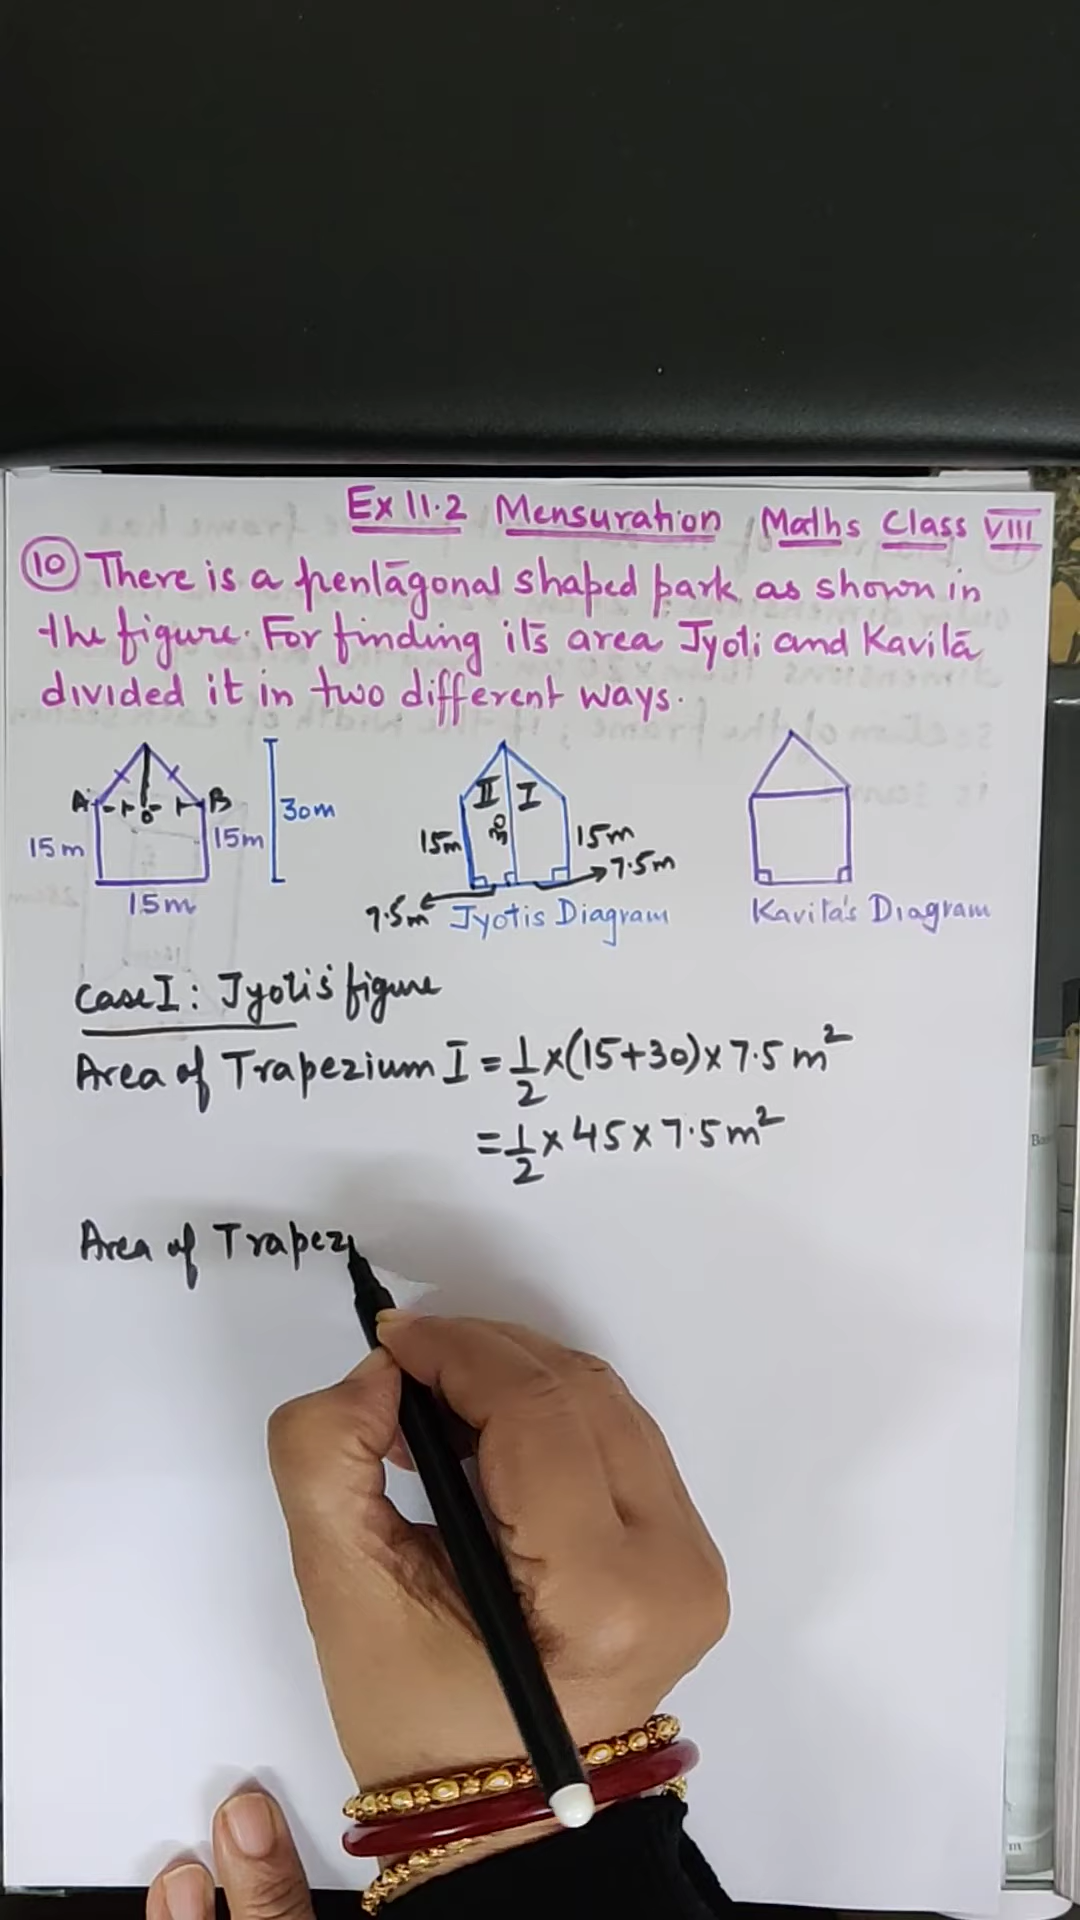 Ex 11.2 Mensuration Maths Class VIII
10 There is a pentagonal shaped park as shown in
the figure. For finding its area Jyoti and Kavita
divided it in two different ways.
A B
O
15m 15m
15m
30m
II I
15m 30m 15m
7.5m 7.5m
Jyotis Diagram
Kavita's Diagram
Case I : Jyoti's figure
Area of Trapezium I = 1/2 × (15+30) × 7.5 m²
= 1/2 × 45 × 7.5 m²
Area of Trapezi